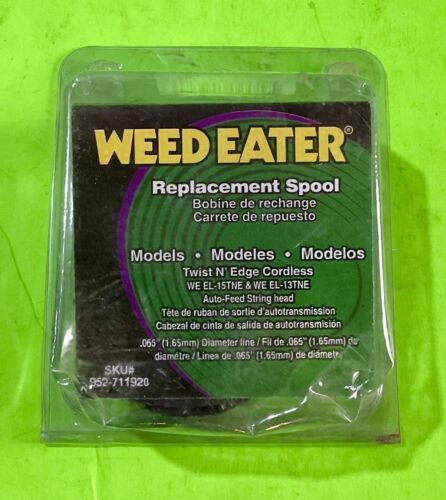 WEED EATER®
Replacement Spool
Bobine de rechange
Carrete de repuesto
Models • Modeles • Modelos
Twist N' Edge Cordless
WE EL-15TNE & WE EL-13TNE
Auto-Feed String head
Tête de ruban de sortie d'autotransmission
Cabezal de cinta de salida de autotransmisión
.065" (1.65mm) Diameter line / Fil de .065" (1.65mm) de
diamétre / Linea de .065" (1.65mm) de diámetro
SKU#
952-711920